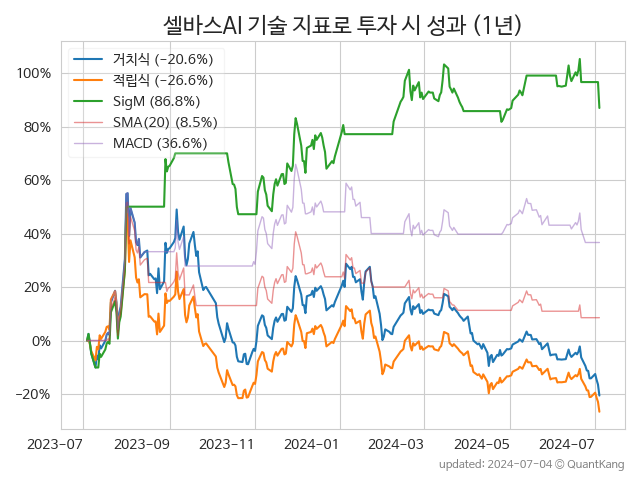 셀바스AI 기술 지표로 투자 시 성과 (1년)
거치식 (−20.6%)
적립식 (−26.6%)
SigM (86.8%)
SMA(20) (8.5%)
MACD (36.6%)
100%
80%
60%
40%
20%
0%
−20%
2023-07 2023-09 2023-11 2024-01 2024-03 2024-05 2024-07
updated: 2024-07-04 © QuantKang